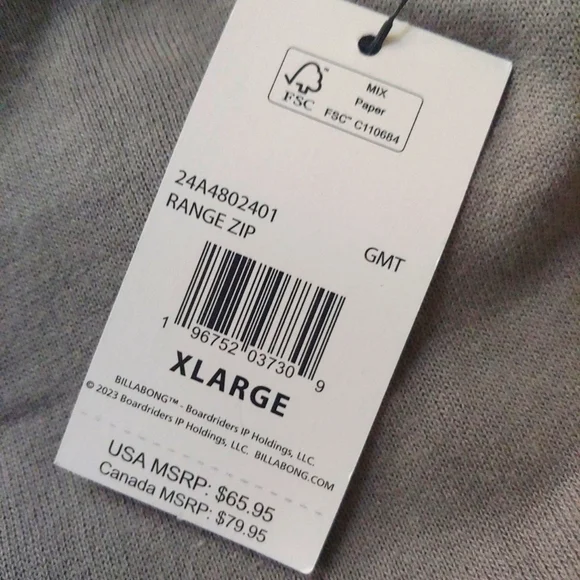 FSC™
MIX
Paper
FSC™ C110684
24A4802401
RANGE ZIP
GMT
1 96752 03730 9
XLARGE
BILLABONG™ - Boardriders IP Holdings, LLC.
© 2023 Boardriders IP Holdings, LLC. BILLABONG.COM
USA MSRP: $65.95
Canada MSRP: $79.95